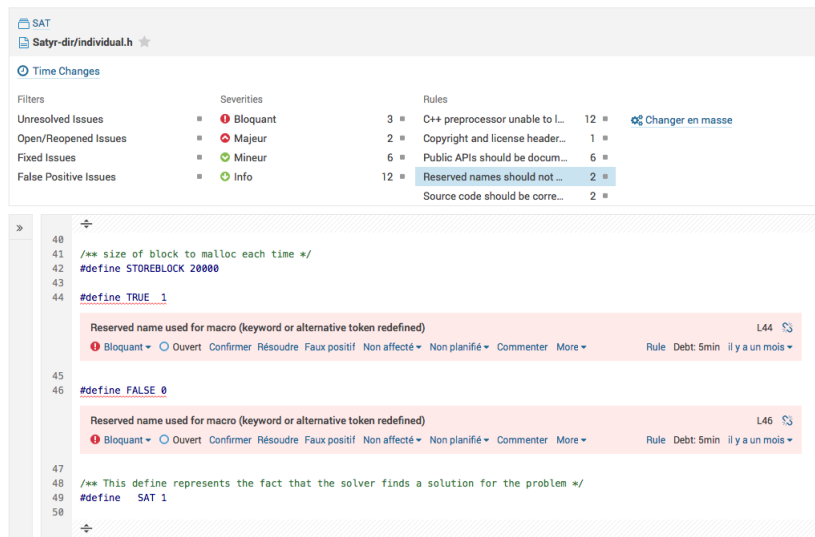 SAT
Satyr-dir/individual.h
Time Changes
Filters Severities Rules
Unresolved Issues Bloquant 3 C++ preprocessor unable to l... 12 Changer en masse
Open/Reopened Issues Majeur 2 Copyright and license header... 1
Fixed Issues Mineur 6 Public APIs should be docum... 6
False Positive Issues Info 12 Reserved names should not ... 2
Source code should be corre... 2
»
40
41 /** size of block to malloc each time */
42 #define STOREBLOCK 20000
43
44 #define TRUE  1
Reserved name used for macro (keyword or alternative token redefined) L44
Bloquant Ouvert Confirmer Résoudre Faux positif Non affecté Non planifié Commenter More Rule Debt: 5min il y a un mois
45
46 #define FALSE 0
Reserved name used for macro (keyword or alternative token redefined) L46
Bloquant Ouvert Confirmer Résoudre Faux positif Non affecté Non planifié Commenter More Rule Debt: 5min il y a un mois
47
48 /** This define represents the fact that the solver finds a solution for the problem */
49 #define   SAT 1
50